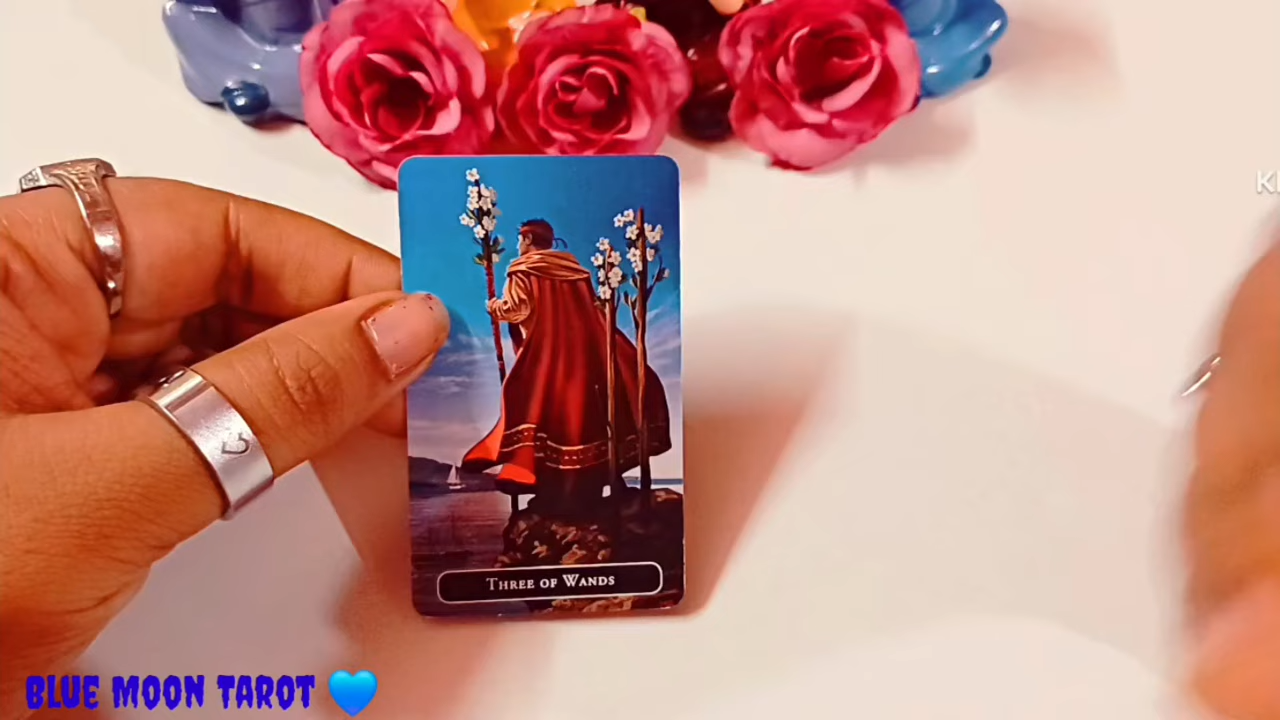 THREE OF WANDS
BLUE MOON TAROT 💙